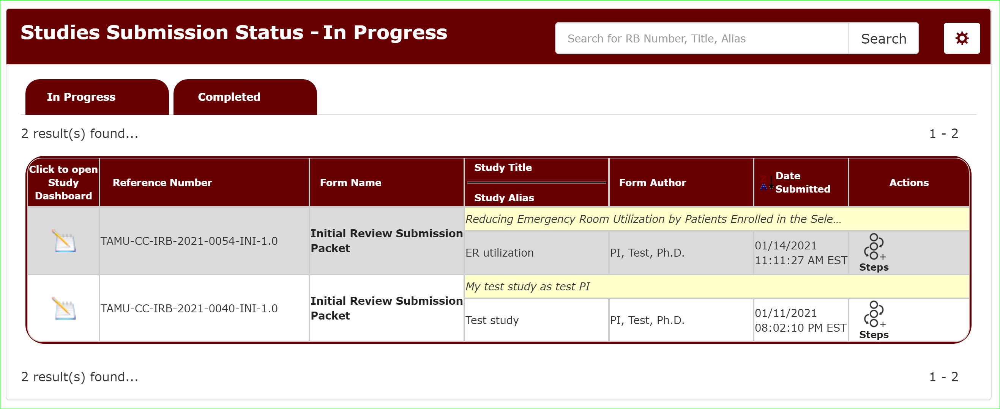 Studies Submission Status - In Progress
Search for RB Number, Title, Alias
Search
In Progress
Completed
2 result(s) found...
1 - 2
Click to open
Study
Dashboard
Reference Number
Form Name
Study Title
Study Alias
Form Author
Date
Submitted
Actions
TAMU-CC-IRB-2021-0054-INI-1.0
Initial Review Submission
Packet
Reducing Emergency Room Utilization by Patients Enrolled in the Sele...
ER utilization
PI, Test, Ph.D.
01/14/2021
11:11:27 AM EST
Steps
TAMU-CC-IRB-2021-0040-INI-1.0
Initial Review Submission
Packet
My test study as test PI
Test study
PI, Test, Ph.D.
01/11/2021
08:02:10 PM EST
Steps
2 result(s) found...
1 - 2